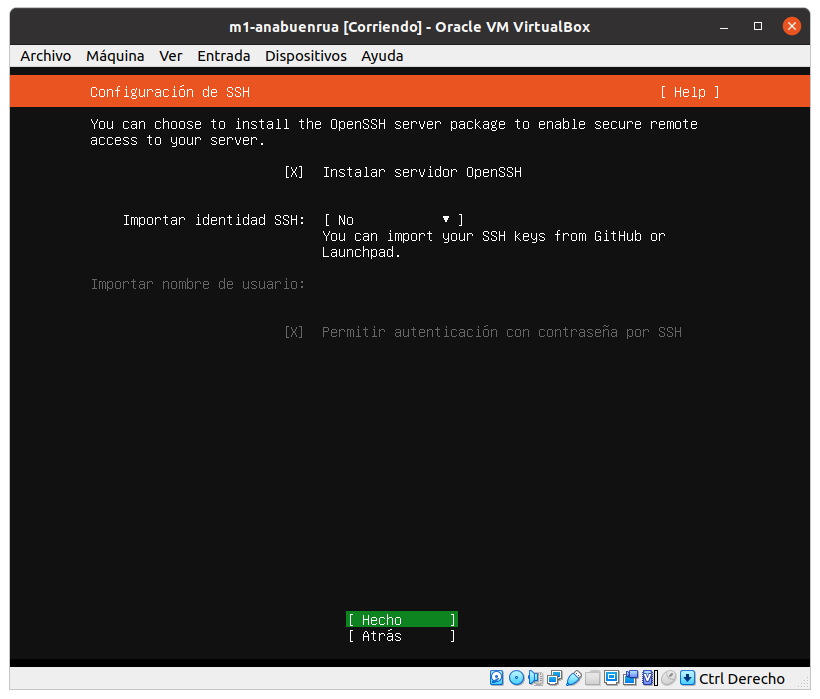 m1-anabuenrua [Corriendo] - Oracle VM VirtualBox
Archivo Máquina Ver Entrada Dispositivos Ayuda
Configuración de SSH [ Help ]
You can choose to install the OpenSSH server package to enable secure remote
access to your server.
[X] Instalar servidor OpenSSH
Importar identidad SSH: [ No ▾ ]
You can import your SSH keys from GitHub or
Launchpad.
Importar nombre de usuario:
[X] Permitir autenticación con contraseña por SSH
[ Hecho ]
[ Atrás ]
Ctrl Derecho